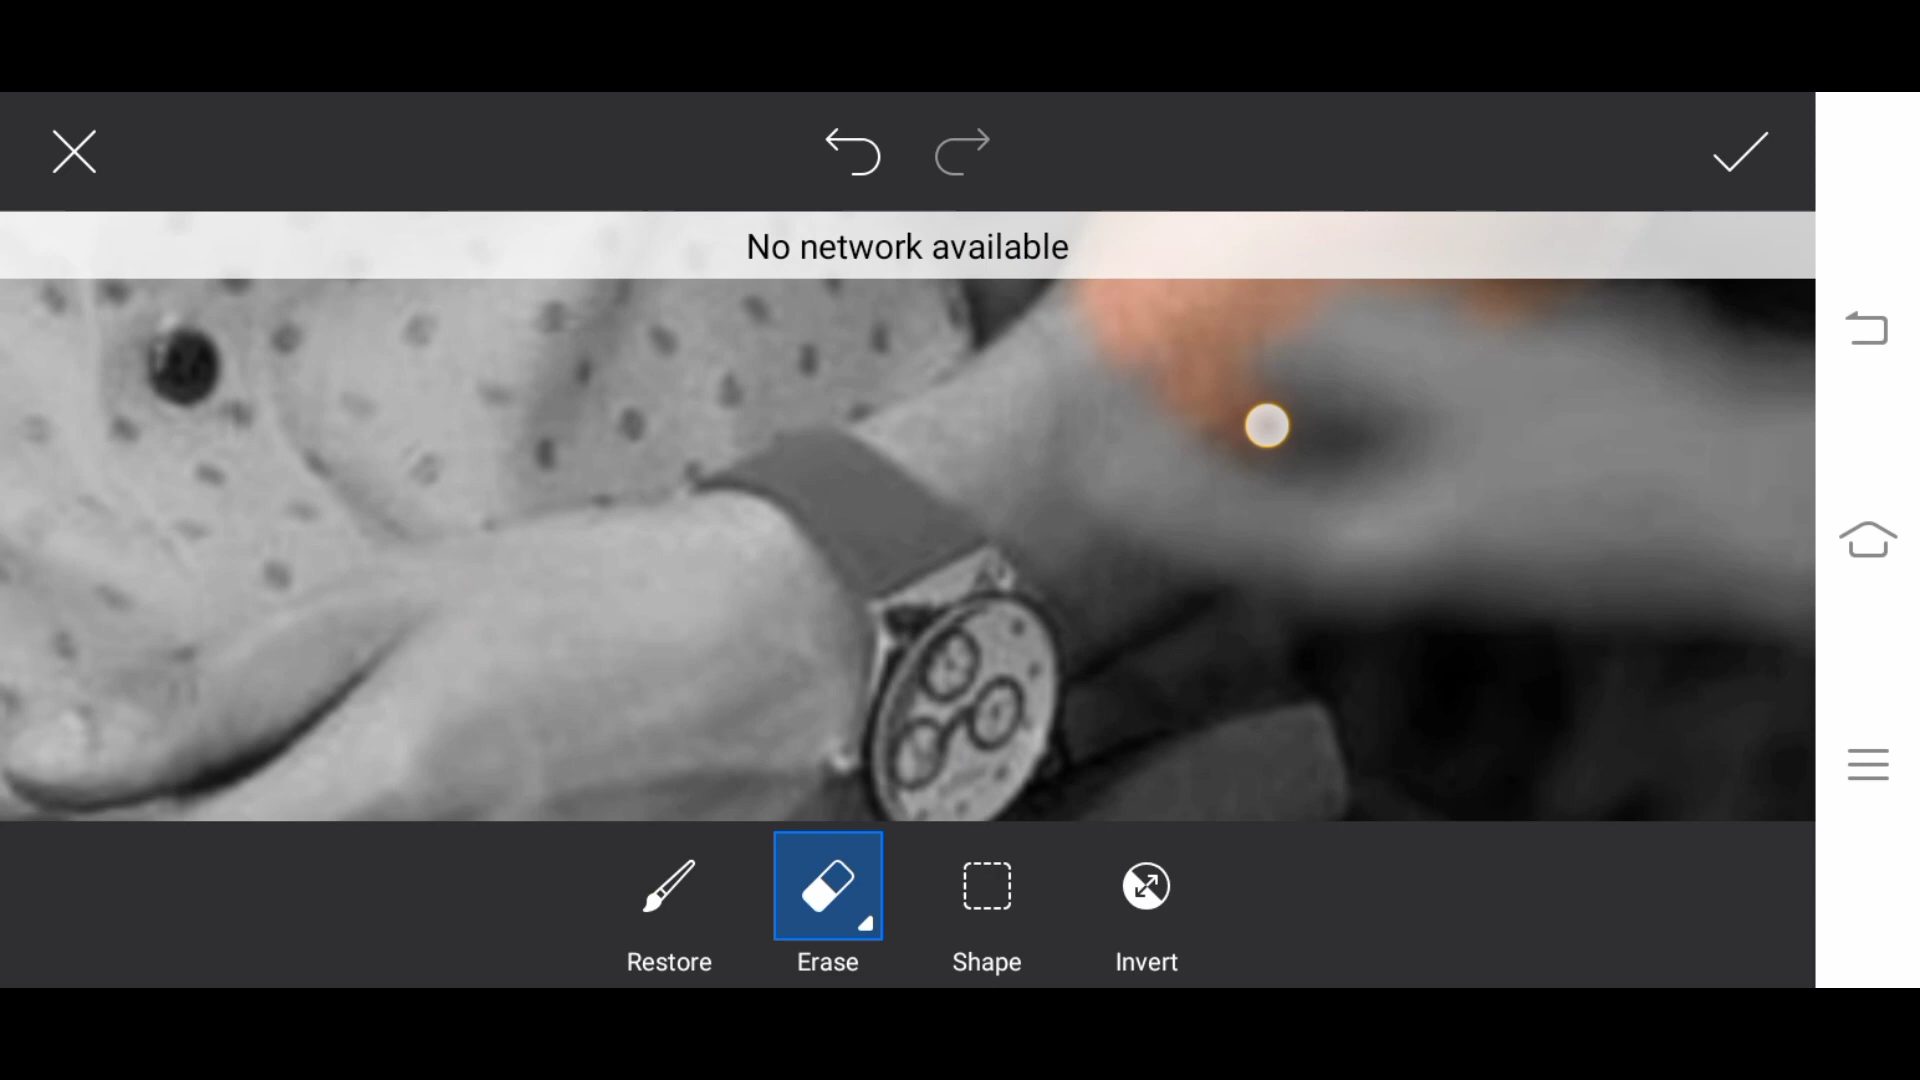 No network available
Restore
Erase
Shape
Invert